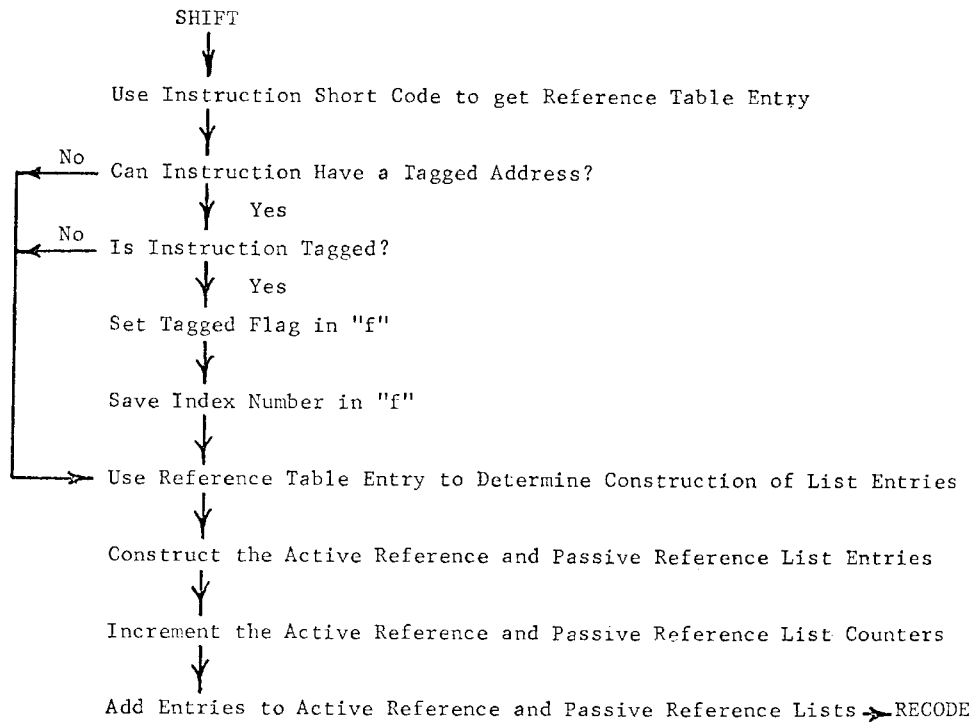 SHIFT
Use Instruction Short Code to get Reference Table Entry
No
Can Instruction Have a Tagged Address?
Yes
No
Is Instruction Tagged?
Yes
Set Tagged Flag in "f"
Save Index Number in "f"
Use Reference Table Entry to Determine Construction of List Entries
Construct the Active Reference and Passive Reference List Entries
Increment the Active Reference and Passive Reference List Counters
Add Entries to Active Reference and Passive Reference Lists RECODE